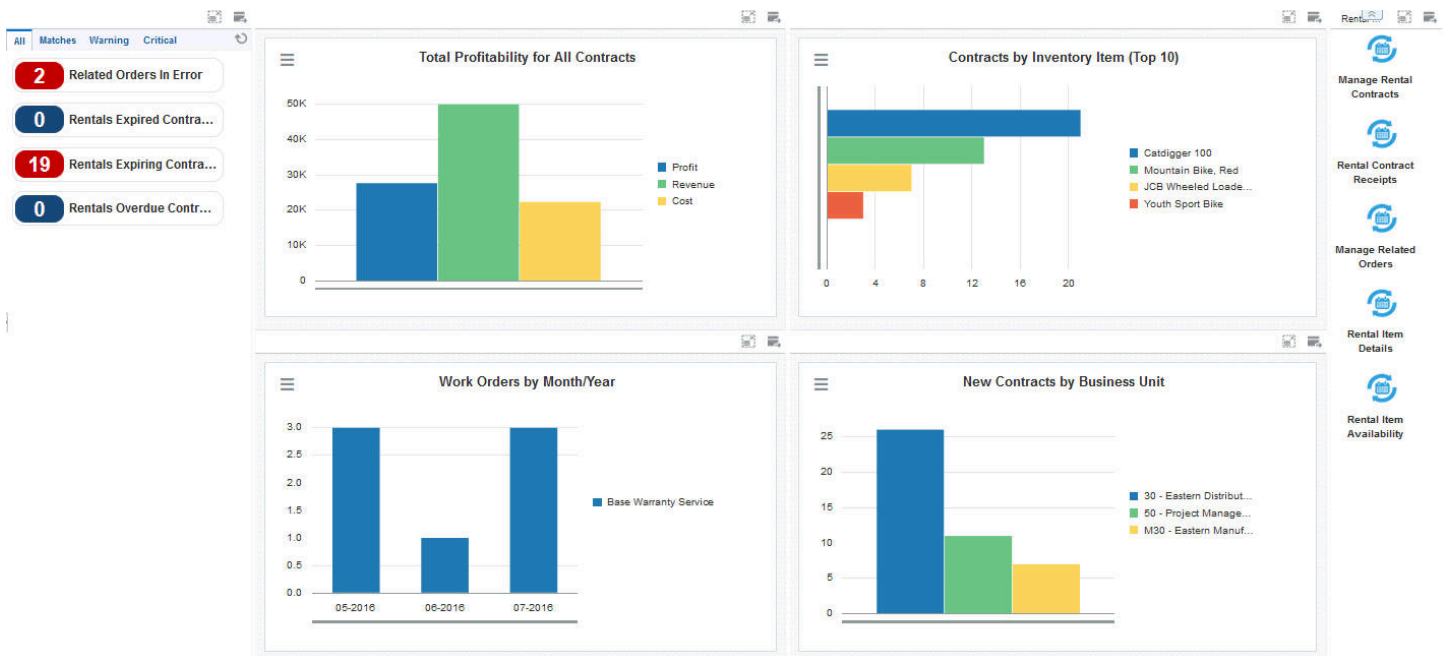 All Matches Warning Critical
2 Related Orders In Error
0 Rentals Expired Contra...
19 Rentals Expiring Contra...
0 Rentals Overdue Contr...
Total Profitability for All Contracts
50K
40K
30K
20K
10K
0
Profit
Revenue
Cost
Contracts by Inventory Item (Top 10)
Catdigger 100
Mountain Bike, Red
JCB Wheeled Loade...
Youth Sport Bike
0 4 8 12 16 20
Work Orders by Month/Year
3.0
2.5
2.0
1.5
1.0
0.5
0.0
05-2016 06-2016 07-2016
Base Warranty Service
New Contracts by Business Unit
25
20
15
10
5
0
30 - Eastern Distribut...
50 - Project Manage...
M30 - Eastern Manuf...
Manage Rental
Contracts
Rental Contract
Receipts
Manage Related
Orders
Rental Item
Details
Rental Item
Availability